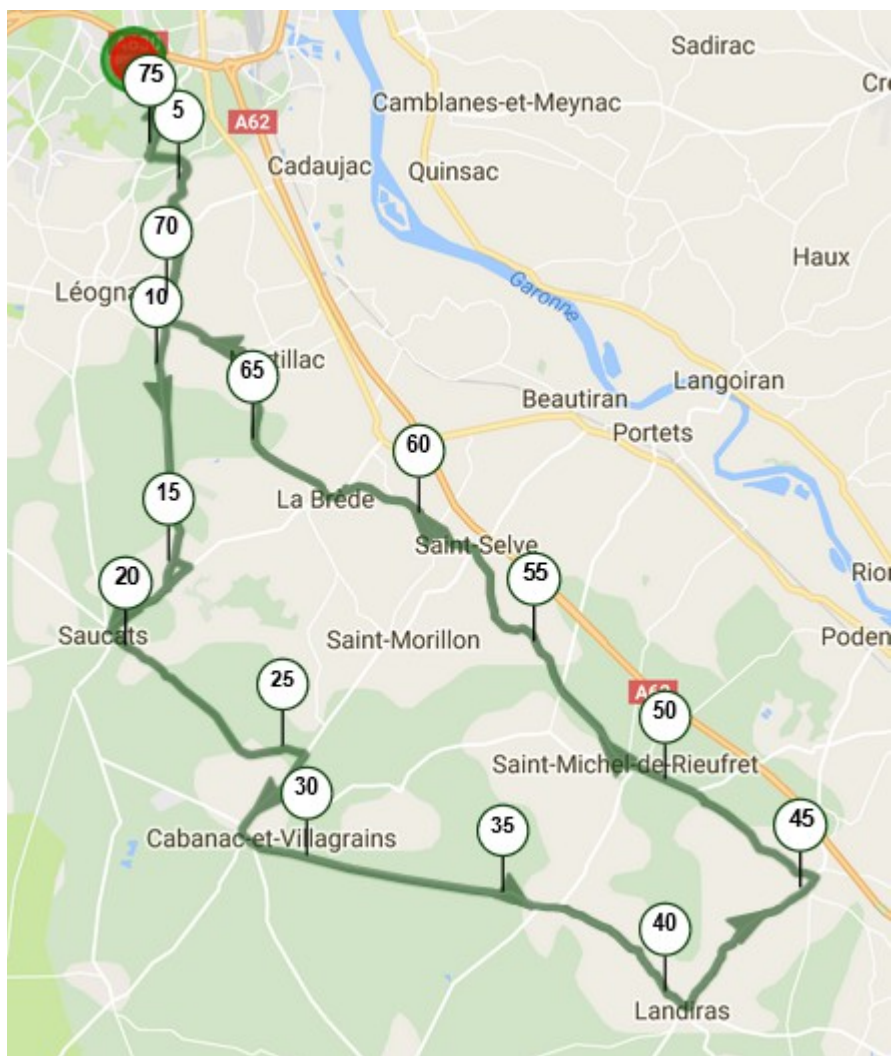 Sadirac
75
Camblanes-et-Meynac
5
A62
Cadaujac
Quinsac
70
Haux
Léogna
10
Garonne
65
Langoiran
Beautiran
Portets
60
La Brède
15
Saint-Selve
55
20
Rion
Saucats
Saint-Morillon
25
50
Saint-Michel-de-Rieufret
30
45
35
Cabanac-et-Villagrains
40
Landiras